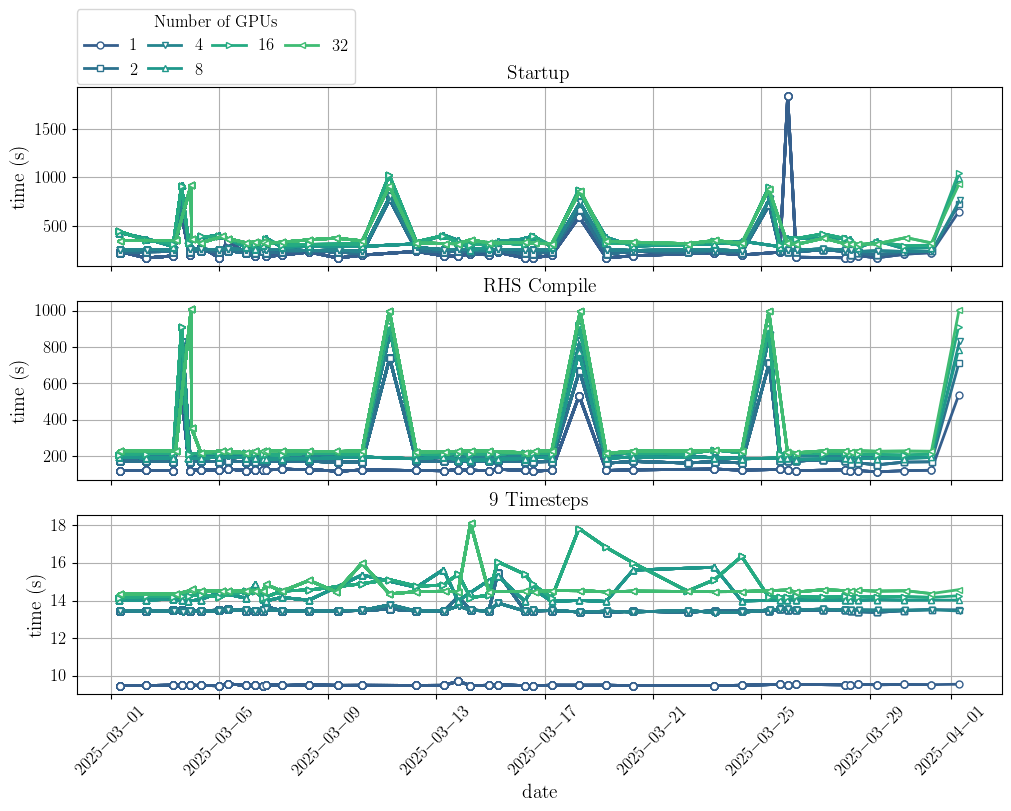 Number of GPUs
1 4 16 32
2 8
Startup
1500
1000
500
time (s)
RHS Compile
1000
800
600
400
200
time (s)
9 Timesteps
18
16
14
12
10
time (s)
2025−03−01 2025−03−05 2025−03−09 2025−03−13 2025−03−17 2025−03−21 2025−03−25 2025−03−29 2025−04−01
date